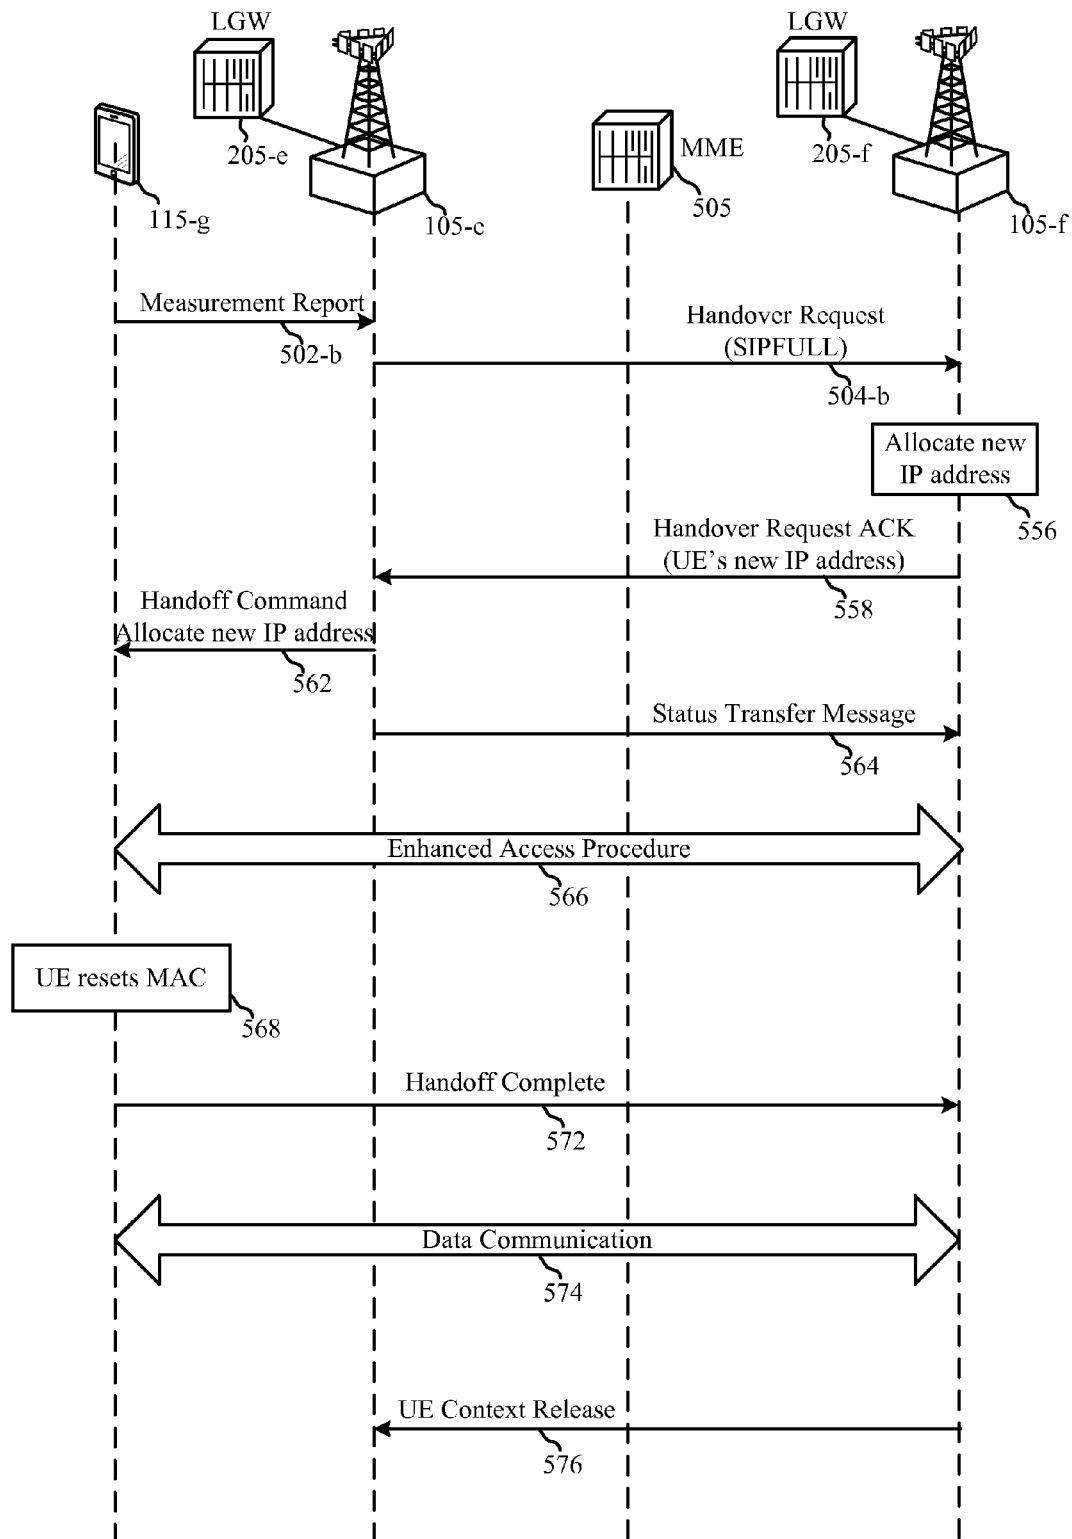 LGW
LGW
205-e
MME
205-f
115-g
105-e
505
105-f
Measurement Report
502-b
Handover Request
(SIPFULL)
504-b
Allocate new
IP address
556
Handover Request ACK
(UE's new IP address)
558
Handoff Command
Allocate new IP address
562
Status Transfer Message
564
Enhanced Access Procedure
566
UE resets MAC
568
Handoff Complete
572
Data Communication
574
UE Context Release
576